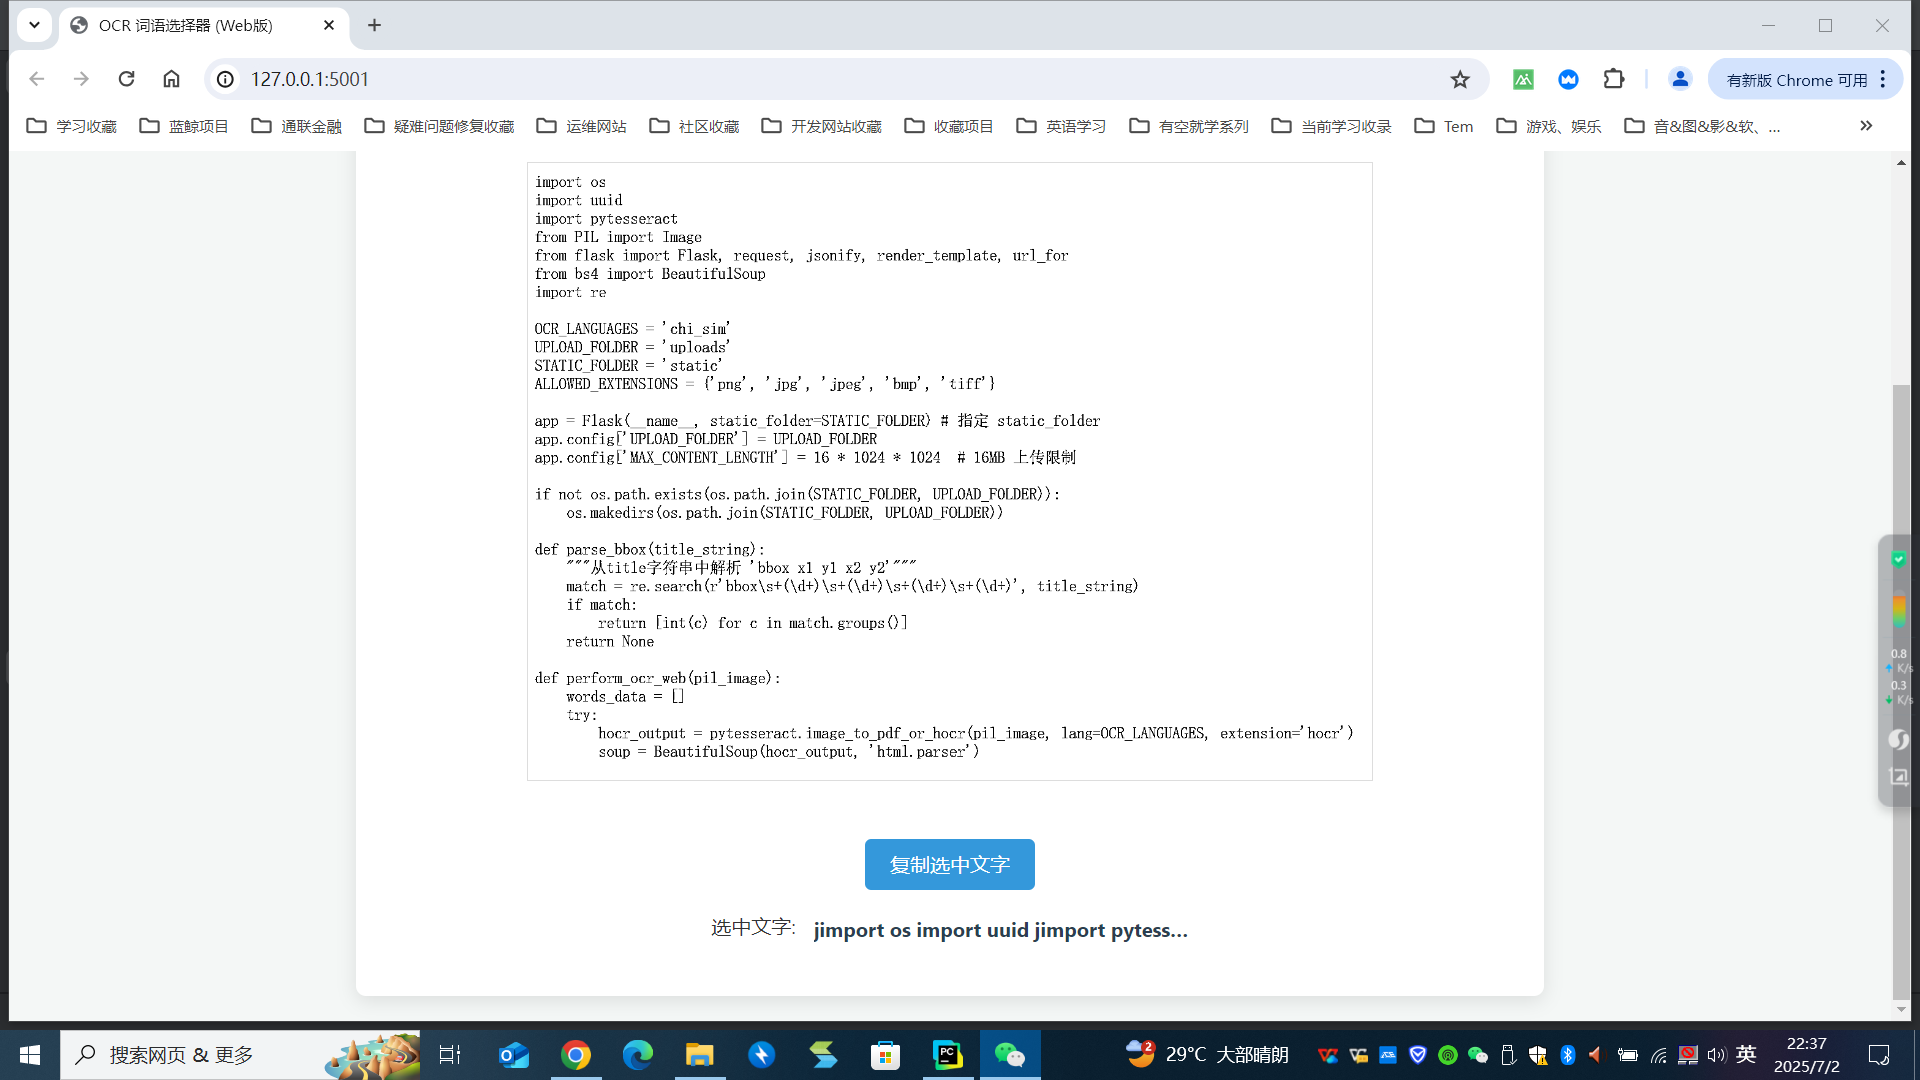 OCR 词语选择器 (Web版)
127.0.0.1:5001
有新版 Chrome 可用
学习收藏 蓝鲸项目 通联金融 疑难问题修复收藏 运维网站 社区收藏 开发网站收藏 收藏项目 英语学习 有空就学系列 当前学习收录 Tem 游戏、娱乐 音&图&影&软、...
import os
import uuid
import pytesseract
from PIL import Image
from flask import Flask, request, jsonify, render_template, url_for
from bs4 import BeautifulSoup
import re
OCR_LANGUAGES = 'chi_sim'
UPLOAD_FOLDER = 'uploads'
STATIC_FOLDER = 'static'
ALLOWED_EXTENSIONS = {'png', 'jpg', 'jpeg', 'bmp', 'tiff'}
app = Flask(__name__, static_folder=STATIC_FOLDER) # 指定 static_folder
app.config['UPLOAD_FOLDER'] = UPLOAD_FOLDER
app.config['MAX_CONTENT_LENGTH'] = 16 * 1024 * 1024  # 16MB 上传限制
if not os.path.exists(os.path.join(STATIC_FOLDER, UPLOAD_FOLDER)):
    os.makedirs(os.path.join(STATIC_FOLDER, UPLOAD_FOLDER))
def parse_bbox(title_string):
    """从title字符串中解析 'bbox x1 y1 x2 y2'"""
    match = re.search(r'bbox\s+(\d+)\s+(\d+)\s+(\d+)\s+(\d+)', title_string)
    if match:
        return [int(c) for c in match.groups()]
    return None
def perform_ocr_web(pil_image):
    words_data = []
    try:
        hocr_output = pytesseract.image_to_pdf_or_hocr(pil_image, lang=OCR_LANGUAGES, extension='hocr')
        soup = BeautifulSoup(hocr_output, 'html.parser')
0.8
K/s
0.3
K/s
复制选中文字
选中文字: jimport os import uuid jimport pytess...
搜索网页 & 更多
2
29°C 大部晴朗
英
22:37
2025/7/2